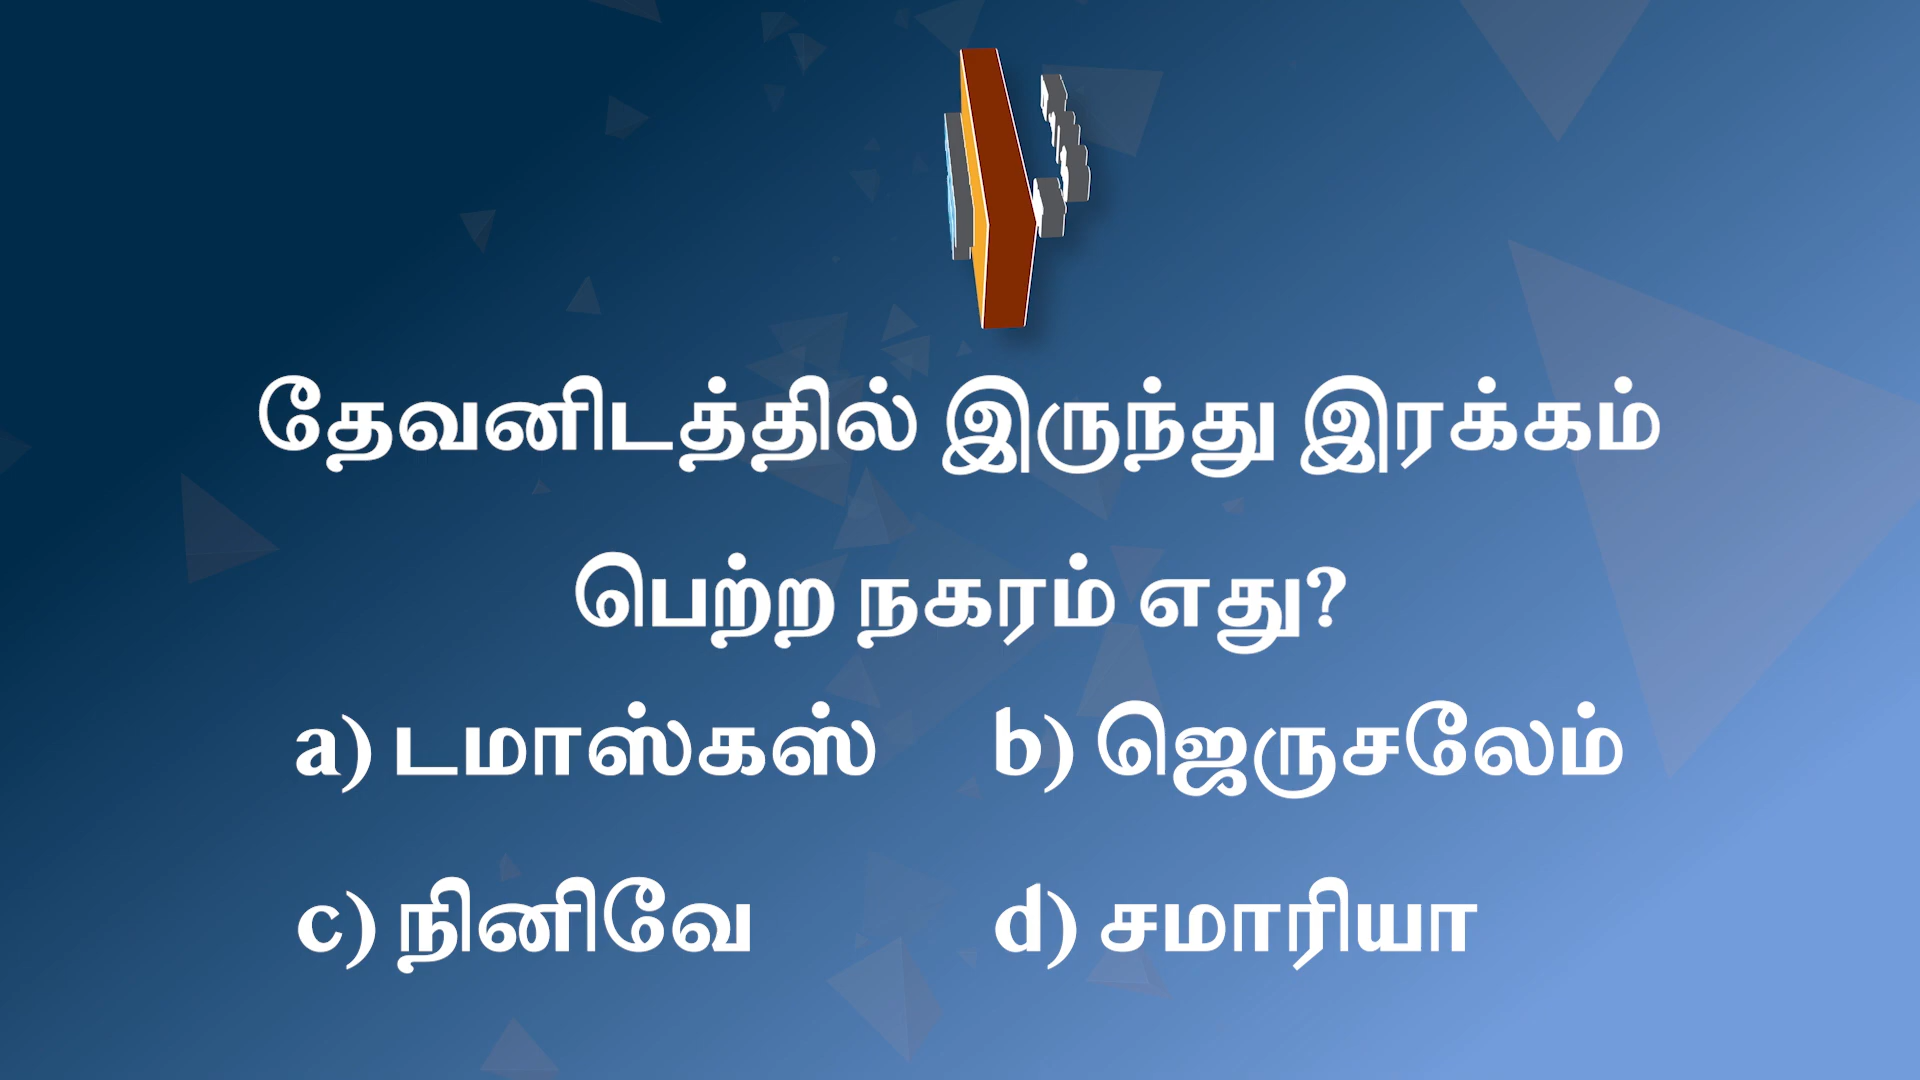 தேவனிடத்தில் இருந்து இரக்கம்
பெற்ற நகரம் எது?
a) டமாஸ்கஸ் b) ஜெருசலேம்
c) நினிவே d) சமாரியா